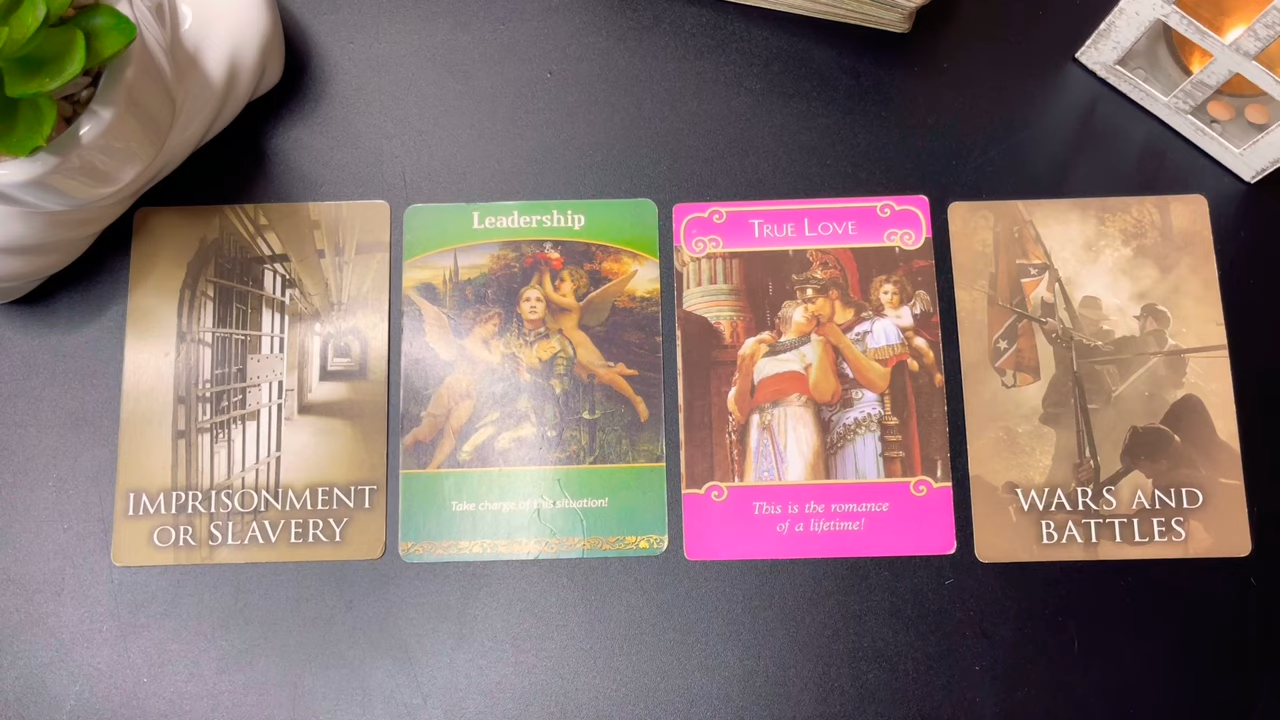 IMPRISONMENT
OR SLAVERY
Leadership
Take charge of this situation!
TRUE LOVE
This is the romance
of a lifetime!
WARS AND
BATTLES